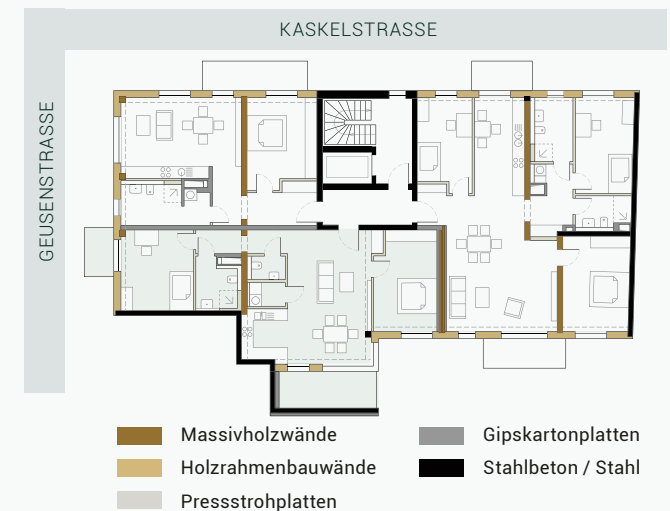 KASKELSTRASSE
GEUSENSTRASSE
Massivholzwände
Holzrahmenbauwände
Pressstrohplatten
Gipskartonplatten
Stahlbeton / Stahl